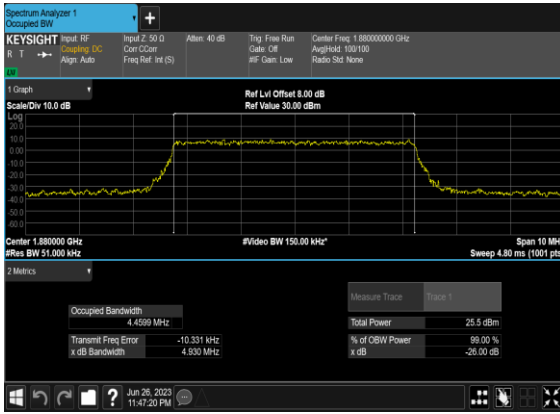 Spectrum Analyzer 1
Occupied BW
KEYSIGHT Input: RF Input Z: 50 Ω Atten: 40 dB Trig: Free Run Center Freq: 1.880000000 GHz
R T Coupling: DC Corr CCorr Gate: Off Avg|Hold: 100/100
Align: Auto Freq Ref: Int (S) #IF Gain: Low Radio Std: None
LW
1 Graph
Ref Lvl Offset 8.00 dB
Scale/Div 10.0 dB Ref Value 30.00 dBm
Log
20.0
10.0
0.00
-10.0
-20.0
-30.0
-40.0
-50.0
-60.0
Center 1.880000 GHz #Video BW 150.00 kHz* Span 10 MH
#Res BW 51.000 kHz Sweep 4.80 ms (1001 pts
2 Metrics
Measure Trace Trace 1
Occupied Bandwidth
4.4599 MHz Total Power 25.5 dBm
Transmit Freq Error -10.331 kHz % of OBW Power 99.00 %
x dB Bandwidth 4.930 MHz x dB -26.00 dB
Jun 26, 2023
11:47:20 PM